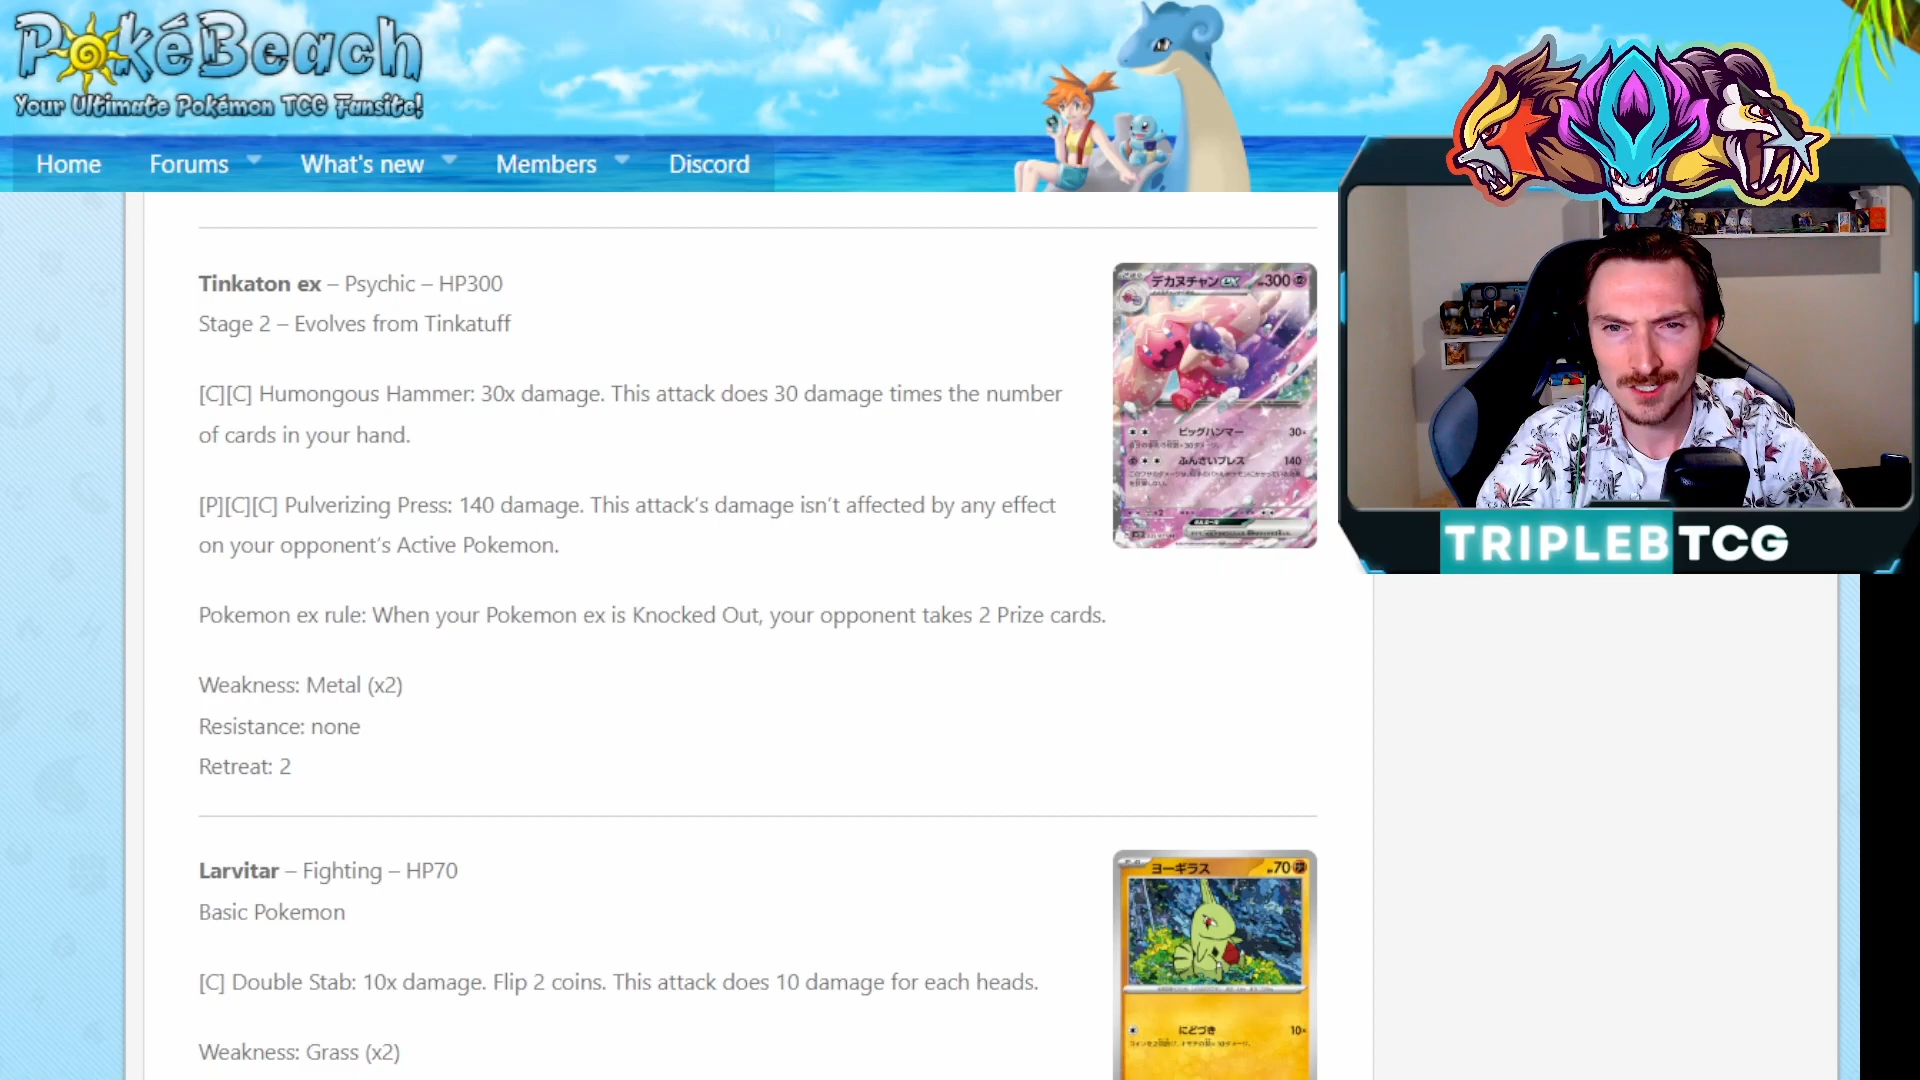 PokéBeach
Your Ultimate Pokémon TCG Fansite!
Home
Forums
What's new
Members
Discord
Tinkaton ex – Psychic – HP300
Stage 2 – Evolves from Tinkatuff
[C][C] Humongous Hammer: 30x damage. This attack does 30 damage times the number
of cards in your hand.
[P][C][C] Pulverizing Press: 140 damage. This attack’s damage isn’t affected by any effect
on your opponent’s Active Pokemon.
Pokemon ex rule: When your Pokemon ex is Knocked Out, your opponent takes 2 Prize cards.
Weakness: Metal (x2)
Resistance: none
Retreat: 2
デカヌチャンex 300
ビッグハンマー 30×
ふんさいプレス 140
TRIPLEB TCG
Larvitar – Fighting – HP70
Basic Pokemon
[C] Double Stab: 10x damage. Flip 2 coins. This attack does 10 damage for each heads.
Weakness: Grass (x2)
ヨーギラス 70
にどづき 10×